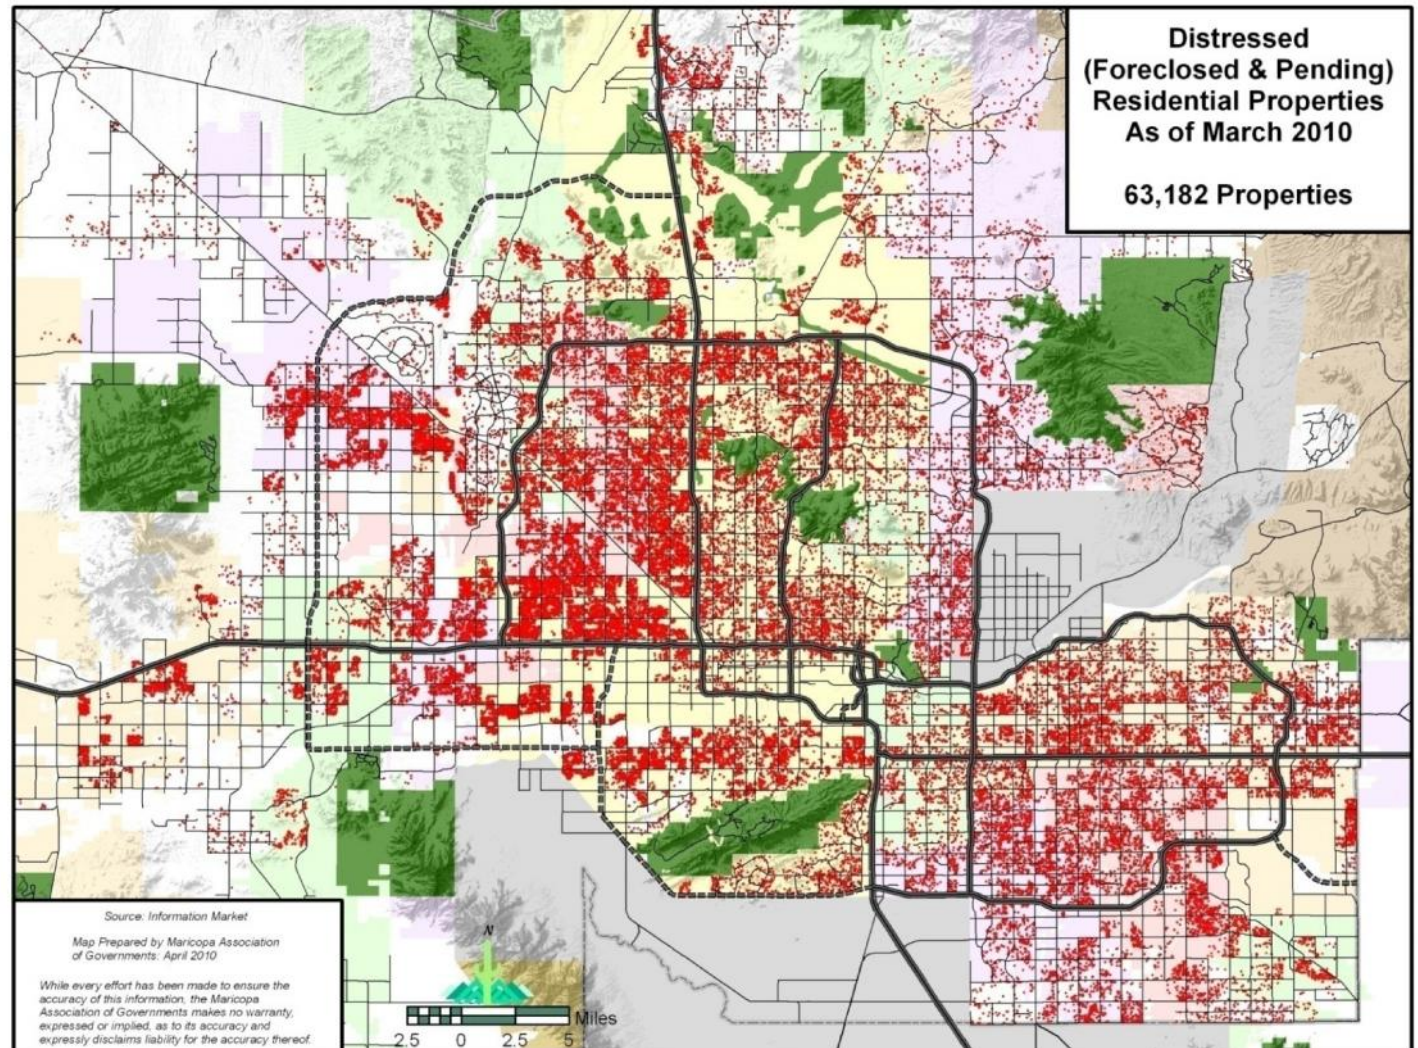 Distressed
(Foreclosed & Pending)
Residential Properties
As of March 2010
63,182 Properties
Source: Information Market
Map Prepared by Maricopa Association
of Governments: April 2010
While every effort has been made to ensure the
accuracy of this information, the Maricopa
Association of Governments makes no warranty,
expressed or implied, as to its accuracy and
expressly disclaims liability for the accuracy thereof.
N
Miles
2.5 0 2.5 5